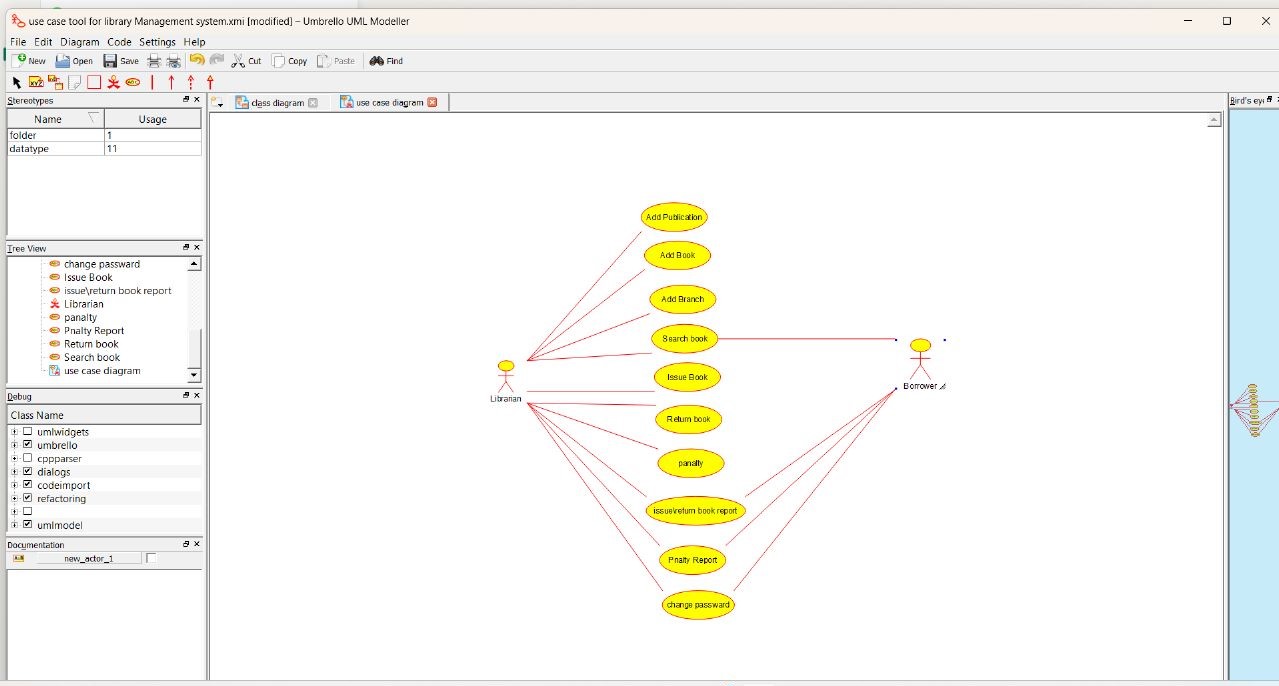 use case tool for library Management system.xmi [modified] – Umbrello UML Modeller
File Edit Diagram Code Settings Help
New Open Save Cut Copy Paste Find
Stereotypes
Name Usage
folder 1
datatype 11
class diagram use case diagram
Bird's eye
Tree View
change password
Issue Book
issue\return book report
Librarian
panalty
Pnalty Report
Return book
Search book
use case diagram
Debug
Class Name
umlwidgets
umbrello
cppparser
dialogs
codeimport
refactoring
umlmodel
Documentation
new_actor_1
Add Publication
Add Book
Add Branch
Search book
Issue Book
Return book
panalty
issue\return book report
Pnalty Report
change password
Librarian
Borrower